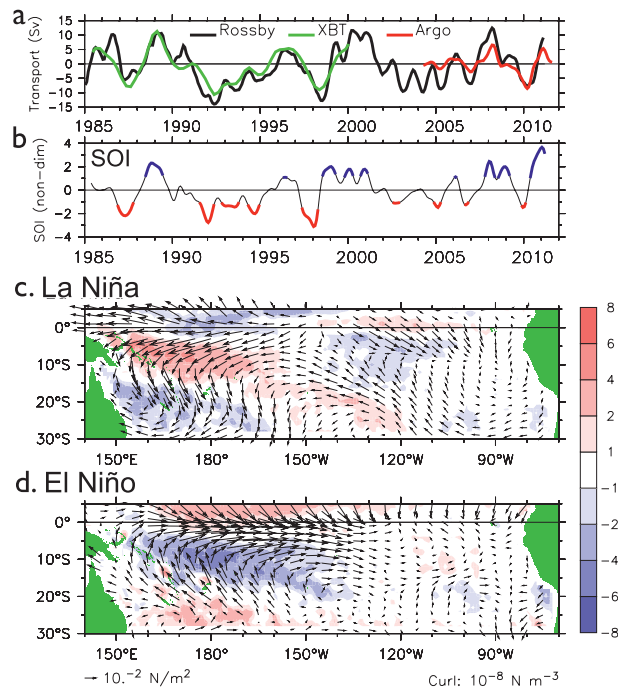 a
Transport (Sv)
15
10
5
0
-5
-10
-15
Rossby XBT Argo
1985 1990 1995 2000 2005 2010
b
SOI (non-dim)
4
2
0
-2
-4
SOI
1985 1990 1995 2000 2005 2010
c. La Niña
0°
10°S
20°S
30°S
150°E 180° 150°W 120°W 90°W
d. El Niño
0°
10°S
20°S
30°S
150°E 180° 150°W 120°W 90°W
8
6
4
2
1
-1
-2
-4
-6
-8
10.⁻² N/m² Curl: 10⁻⁸ N m⁻³